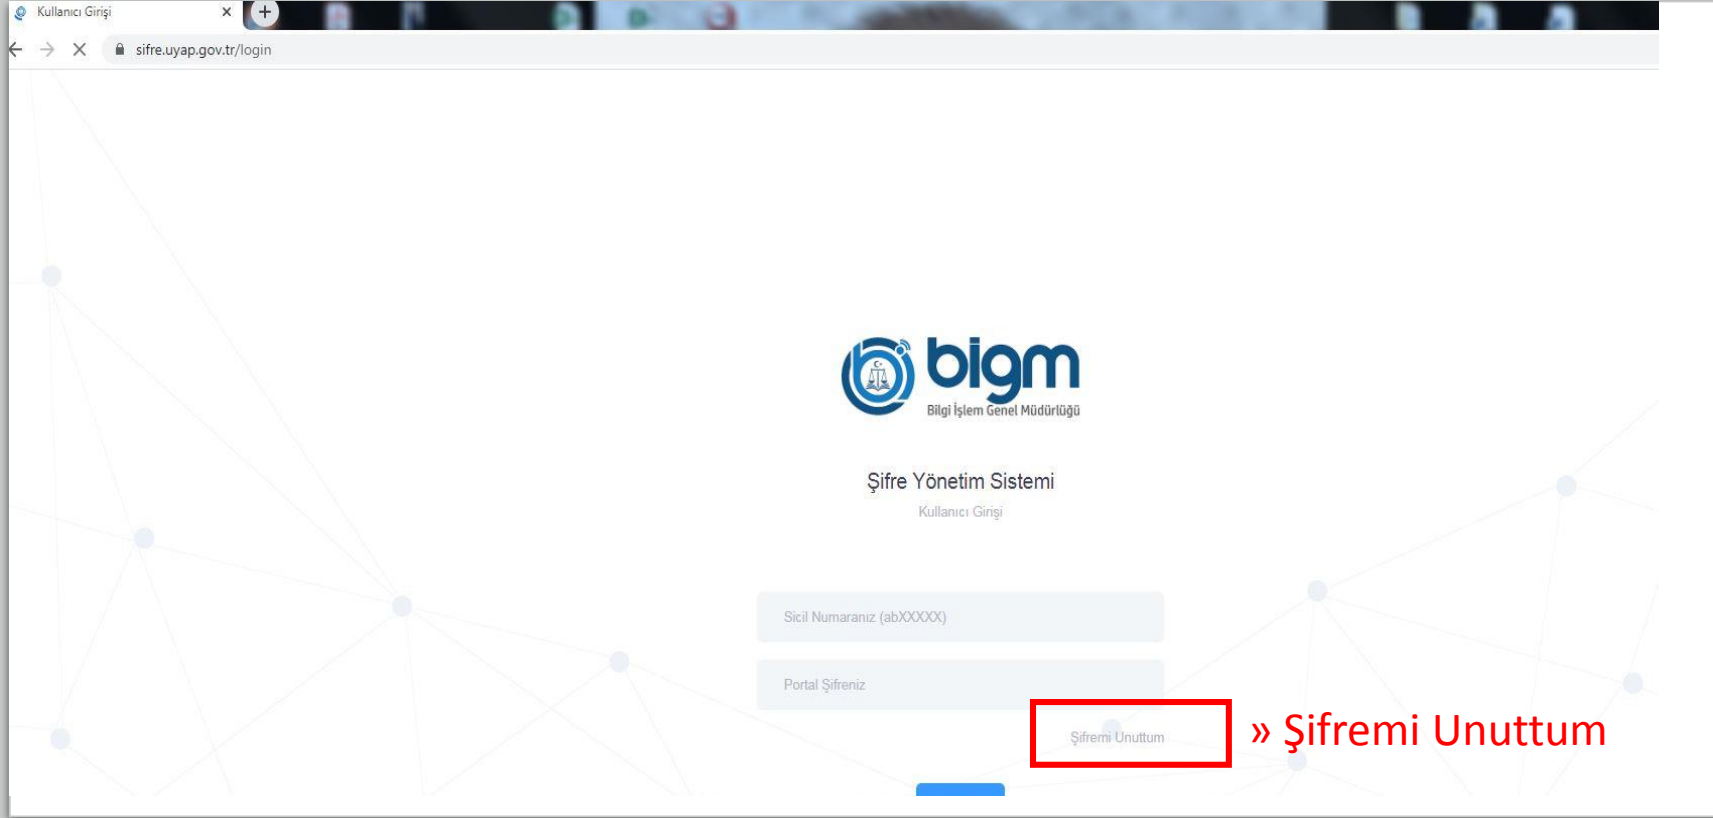 Kullanıcı Girişi
sifre.uyap.gov.tr/login
bigm
Bilgi İşlem Genel Müdürlüğü
Şifre Yönetim Sistemi
Kullanıcı Girişi
Sicil Numaranız (abXXXXX)
Portal Şifreniz
Şifremi Unuttum
» Şifremi Unuttum